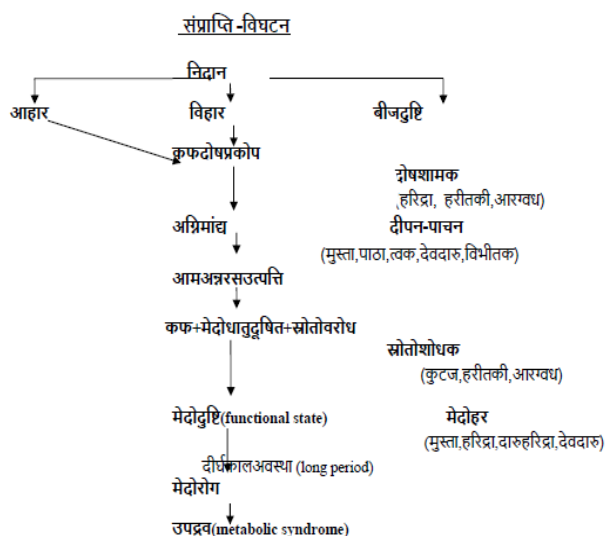 संप्राप्ति -विघटन
निदान
आहार विहार बीजदुष्टि
कफदोषप्रकोप
दोषशामक
हरिद्रा, हरीतकी,आरग्वध)
अग्निमांद्य दीपन-पाचन
(मुस्ता,पाठा,त्वक,देवदारु,विभीतक)
आमअन्नरसउत्पत्ति
कफ+मेदोधातुदूषित+स्रोतोवरोध
स्रोतोशोधक
(कुटज,हरीतकी,आरग्वध)
मेदोदुष्टि(functional state) मेदोहर
(मुस्ता,हरिद्रा,दारुहरिद्रा,देवदारु)
दीर्घकालअवस्था (long period)
मेदोरोग
उपद्रव(metabolic syndrome)